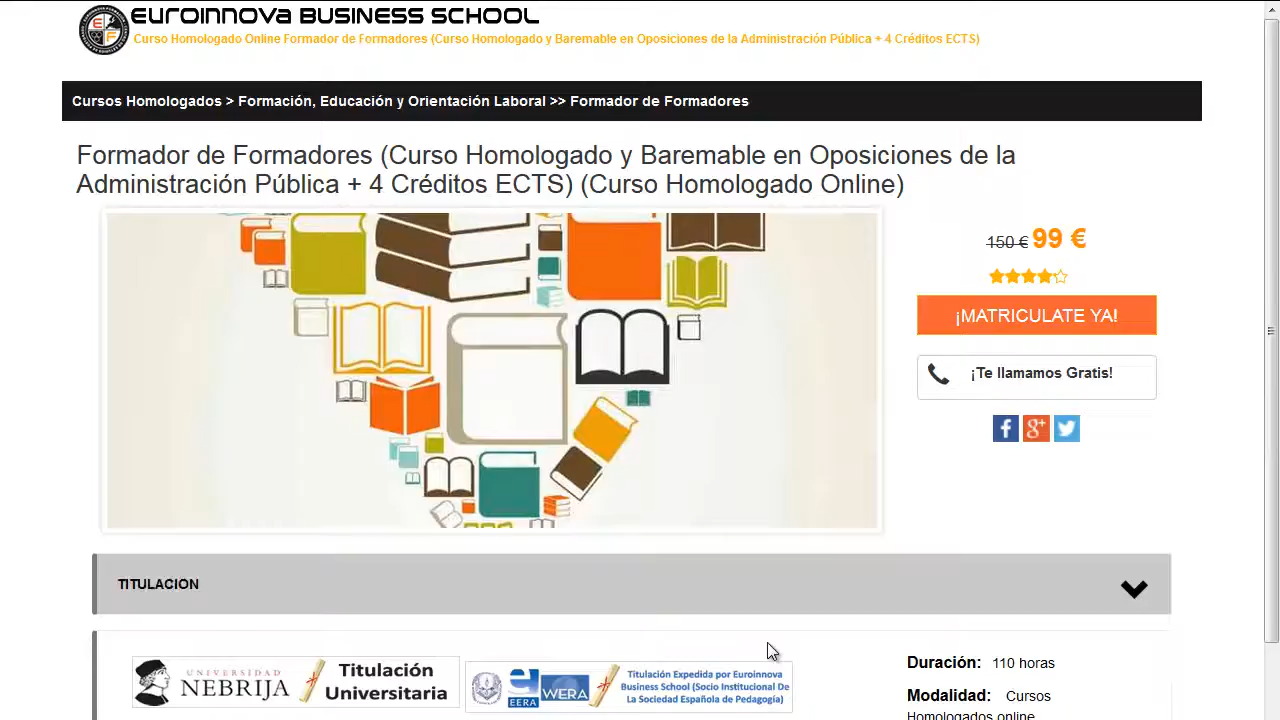 EUROINNOVA BUSINESS SCHOOL
Curso Homologado Online Formador de Formadores (Curso Homologado y Baremable en Oposiciones de la Administración Pública + 4 Créditos ECTS)
Cursos Homologados > Formación, Educación y Orientación Laboral >> Formador de Formadores
Formador de Formadores (Curso Homologado y Baremable en Oposiciones de la
Administración Pública + 4 Créditos ECTS) (Curso Homologado Online)
150 € 99 €
¡MATRICULATE YA!
¡Te llamamos Gratis!
TITULACION
UNIVERSIDAD
NEBRIJA
Titulación
Universitaria
EERA
WERA
Titulación Expedida por Euroinnova
Business School (Socio Institucional De
La Sociedad Española de Pedagogía)
Duración: 110 horas
Modalidad: Cursos
Homologados online